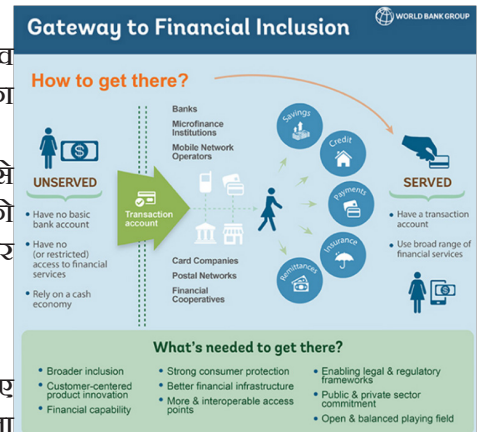 व
ा
से
ो
र
ए
ा
Gateway to Financial Inclusion
WORLD BANK GROUP
How to get there?
UNSERVED
• Have no basic
bank account
• Have no
(or restricted)
access to financial
services
• Rely on a cash
economy
Transaction
account
Banks
Microfinance
Institutions
Mobile Network
Operators
Card Companies
Postal Networks
Financial
Cooperatives
Savings
Credit
Payments
Insurance
Remittances
SERVED
• Have a transaction
account
• Use broad range of
financial services
What's needed to get there?
• Broader inclusion
• Customer-centered
product innovation
• Financial capability
• Strong consumer protection
• Better financial infrastructure
• More & interoperable access
points
• Enabling legal & regulatory
frameworks
• Public & private sector
commitment
• Open & balanced playing field